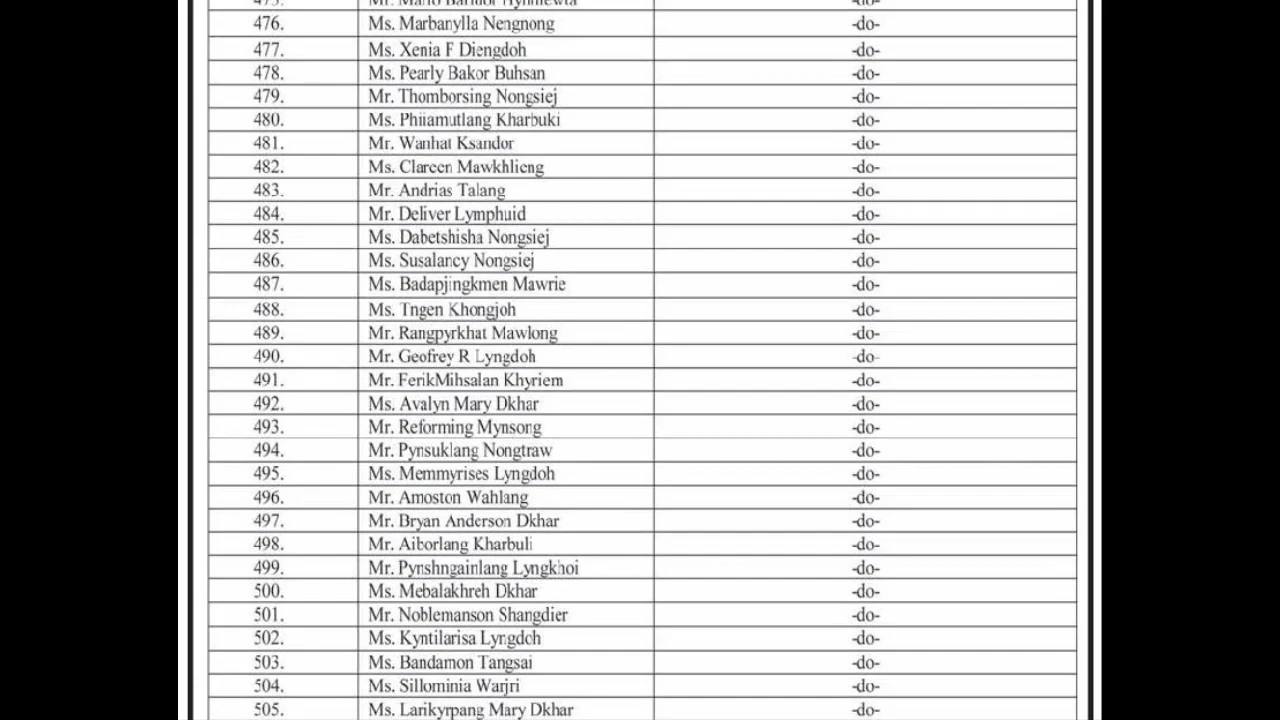 476. Ms. Marbanylla Nengnong -do-
477. Ms. Xenia F Diengdoh -do-
478. Ms. Pearly Bakor Buhsan -do-
479. Mr. Thomborsing Nongsiej -do-
480. Ms. Phiiamutlang Kharbuki -do-
481. Mr. Wanhat Ksandor -do-
482. Ms. Clareen Mawkhlieng -do-
483. Mr. Andrias Talang -do-
484. Mr. Deliver Lymphuid -do-
485. Ms. Dabetshisha Nongsiej -do-
486. Ms. Susalancy Nongsiej -do-
487. Ms. Badapjingkmen Mawrie -do-
488. Ms. Tngen Khongjoh -do-
489. Mr. Rangpyrkhat Mawlong -do-
490. Mr. Geofrey R Lyngdoh -do-
491. Mr. FerikMihsalan Khyriem -do-
492. Ms. Avalyn Mary Dkhar -do-
493. Mr. Reforming Mynsong -do-
494. Mr. Pynsuklang Nongtraw -do-
495. Ms. Memmyrises Lyngdoh -do-
496. Mr. Amoston Wahlang -do-
497. Mr. Bryan Anderson Dkhar -do-
498. Mr. Aiborlang Kharbuli -do-
499. Mr. Pynshngainlang Lyngkhoi -do-
500. Ms. Mebalakhreh Dkhar -do-
501. Mr. Noblemanson Shangdier -do-
502. Ms. Kyntilarisa Lyngdoh -do-
503. Ms. Bandamon Tangsai -do-
504. Ms. Sillominia Warjri -do-
505. Ms. Larikyrpang Mary Dkhar -do-